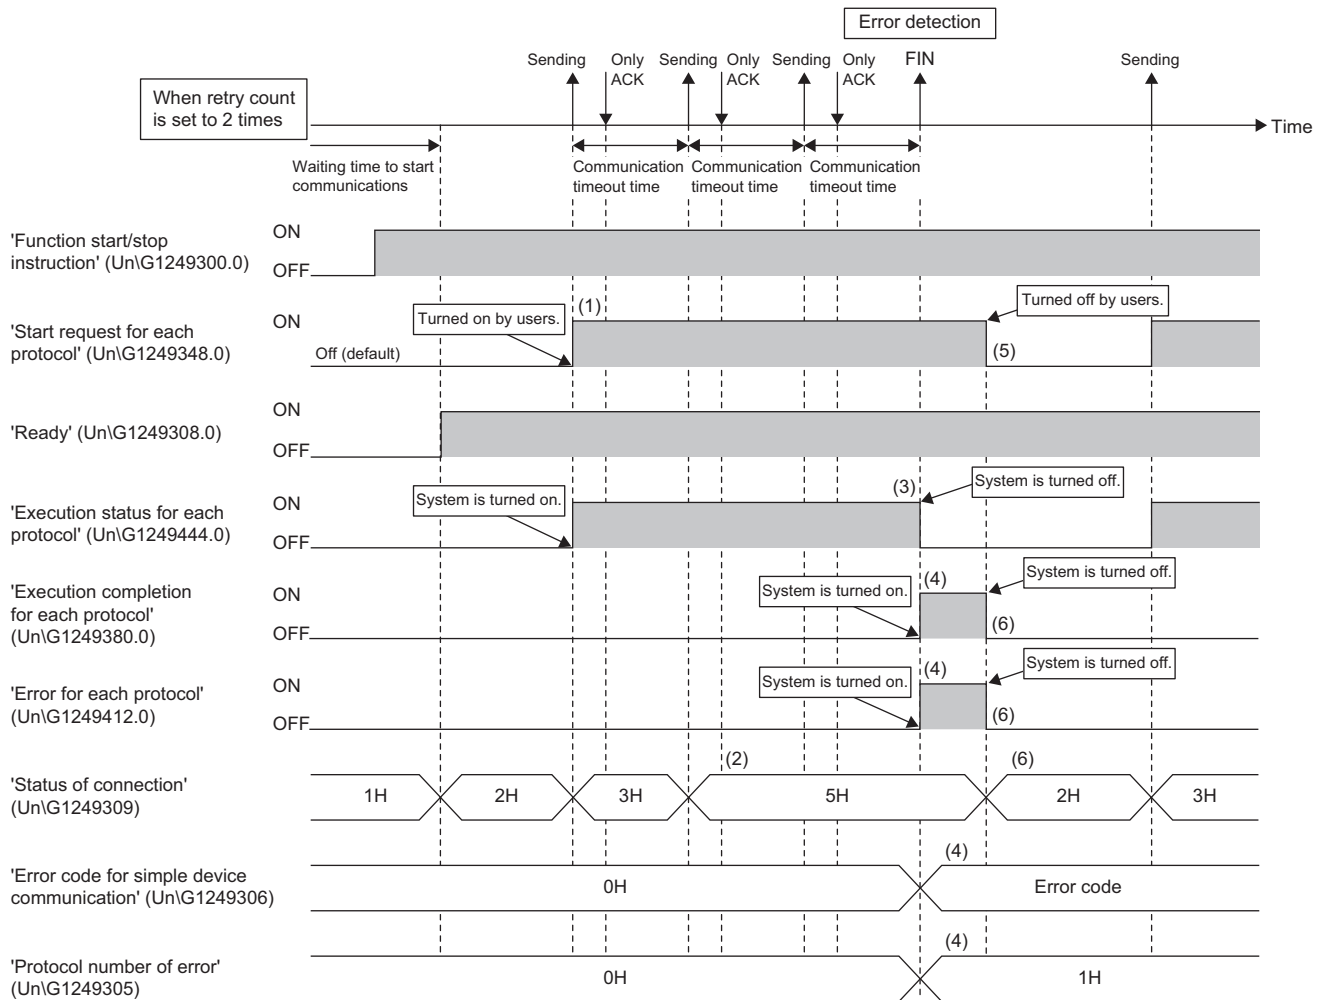 Error detection
Sending
Only
ACK
Sending
Only
ACK
Sending
Only
ACK
FIN
Sending
When retry count
is set to 2 times
Time
Waiting time to start
communications
Communication
timeout time
Communication
timeout time
Communication
timeout time
'Function start/stop
instruction' (Un\G1249300.0)
ON
OFF
'Start request for each
protocol' (Un\G1249348.0)
ON
Off (default)
Turned on by users.
(1)
Turned off by users.
(5)
'Ready' (Un\G1249308.0)
ON
OFF
'Execution status for each
protocol' (Un\G1249444.0)
ON
OFF
System is turned on.
(3)
System is turned off.
'Execution completion
for each protocol'
(Un\G1249380.0)
ON
OFF
System is turned on.
(4)
System is turned off.
(6)
'Error for each protocol'
(Un\G1249412.0)
ON
OFF
System is turned on.
(4)
System is turned off.
(6)
'Status of connection'
(Un\G1249309)
1H
2H
3H
(2)
5H
(6)
2H
3H
'Error code for simple device
communication' (Un\G1249306)
0H
(4)
Error code
'Protocol number of error'
(Un\G1249305)
0H
(4)
1H